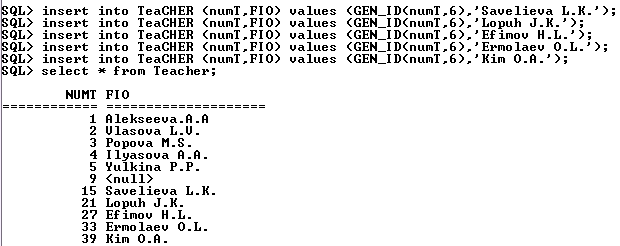 SQL> insert into TeaCHER (numT,FIO) values (GEN_ID(numT,6),'Savelieva L.K.');
SQL> insert into TeaCHER (numT,FIO) values (GEN_ID(numT,6),'Lopuh J.K.');
SQL> insert into TeaCHER (numT,FIO) values (GEN_ID(numT,6),'Efimov H.L.');
SQL> insert into TeaCHER (numT,FIO) values (GEN_ID(numT,6),'Ermolaev O.L.');
SQL> insert into TeaCHER (numT,FIO) values (GEN_ID(numT,6),'Kim O.A.');
SQL> select * from Teacher;
NUMT FIO
============ ====================
1 Alekseeva.A.A
2 Vlasova L.V.
3 Popova M.S.
4 Ilyasova A.A.
5 Yulkina P.P.
9 <null>
15 Savelieva L.K.
21 Lopuh J.K.
27 Efimov H.L.
33 Ermolaev O.L.
39 Kim O.A.